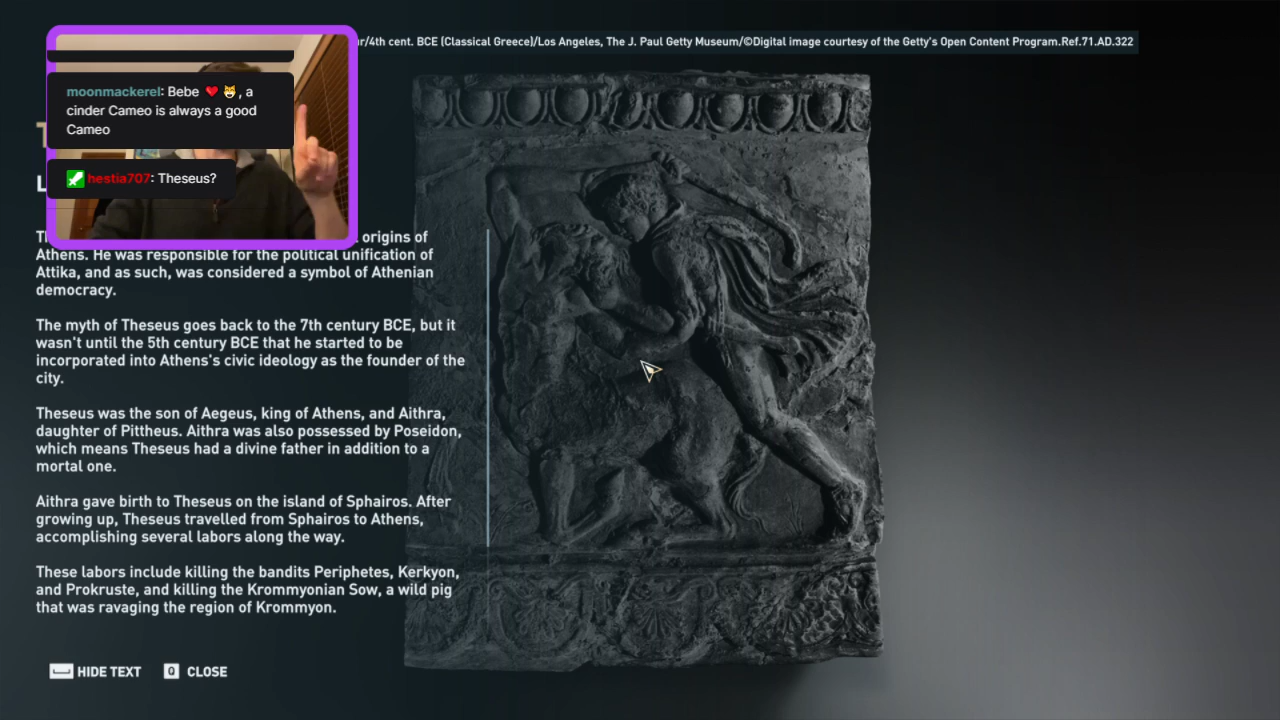 r/4th cent. BCE (Classical Greece)/Los Angeles, The J. Paul Getty Museum/©Digital image courtesy of the Getty's Open Content Program.Ref.71.AD.322
moonmackerel: Bebe ❤️ 😸, a
cinder Cameo is always a good
Cameo
hestia707: Theseus?
origins of
Athens. He was responsible for the political unification of
Attika, and as such, was considered a symbol of Athenian
democracy.
The myth of Theseus goes back to the 7th century BCE, but it
wasn't until the 5th century BCE that he started to be
incorporated into Athens's civic ideology as the founder of the
city.
Theseus was the son of Aegeus, king of Athens, and Aithra,
daughter of Pittheus. Aithra was also possessed by Poseidon,
which means Theseus had a divine father in addition to a
mortal one.
Aithra gave birth to Theseus on the island of Sphairos. After
growing up, Theseus travelled from Sphairos to Athens,
accomplishing several labors along the way.
These labors include killing the bandits Periphetes, Kerkyon,
and Prokruste, and killing the Krommyonian Sow, a wild pig
that was ravaging the region of Krommyon.
HIDE TEXT Q CLOSE